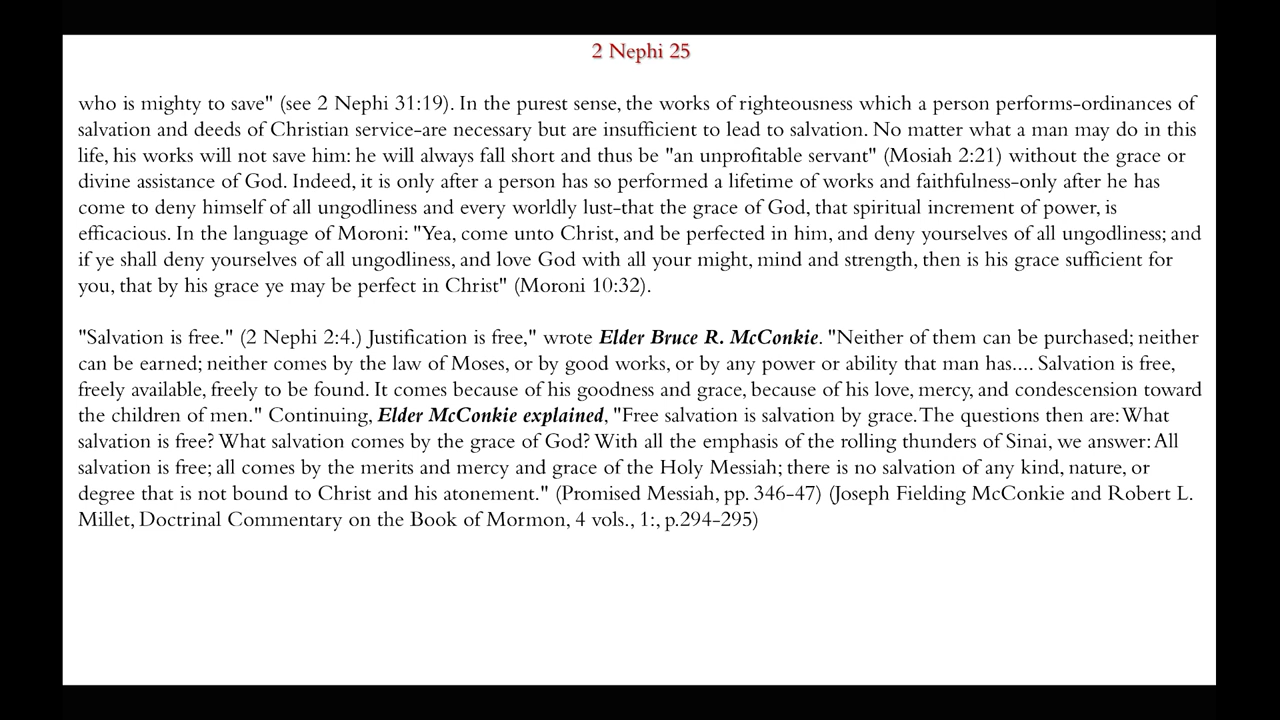 2 Nephi 25
who is mighty to save" (see 2 Nephi 31:19). In the purest sense, the works of righteousness which a person performs-ordinances of
salvation and deeds of Christian service-are necessary but are insufficient to lead to salvation. No matter what a man may do in this
life, his works will not save him: he will always fall short and thus be "an unprofitable servant" (Mosiah 2:21) without the grace or
divine assistance of God. Indeed, it is only after a person has so performed a lifetime of works and faithfulness-only after he has
come to deny himself of all ungodliness and every worldly lust-that the grace of God, that spiritual increment of power, is
efficacious. In the language of Moroni: "Yea, come unto Christ, and be perfected in him, and deny yourselves of all ungodliness; and
if ye shall deny yourselves of all ungodliness, and love God with all your might, mind and strength, then is his grace sufficient for
you, that by his grace ye may be perfect in Christ" (Moroni 10:32).
"Salvation is free." (2 Nephi 2:4.) Justification is free," wrote Elder Bruce R. McConkie. "Neither of them can be purchased; neither
can be earned; neither comes by the law of Moses, or by good works, or by any power or ability that man has.... Salvation is free,
freely available, freely to be found. It comes because of his goodness and grace, because of his love, mercy, and condescension toward
the children of men." Continuing, Elder McConkie explained, "Free salvation is salvation by grace. The questions then are: What
salvation is free? What salvation comes by the grace of God? With all the emphasis of the rolling thunders of Sinai, we answer: All
salvation is free; all comes by the merits and mercy and grace of the Holy Messiah; there is no salvation of any kind, nature, or
degree that is not bound to Christ and his atonement." (Promised Messiah, pp. 346-47) (Joseph Fielding McConkie and Robert L.
Millet, Doctrinal Commentary on the Book of Mormon, 4 vols., 1:, p.294-295)